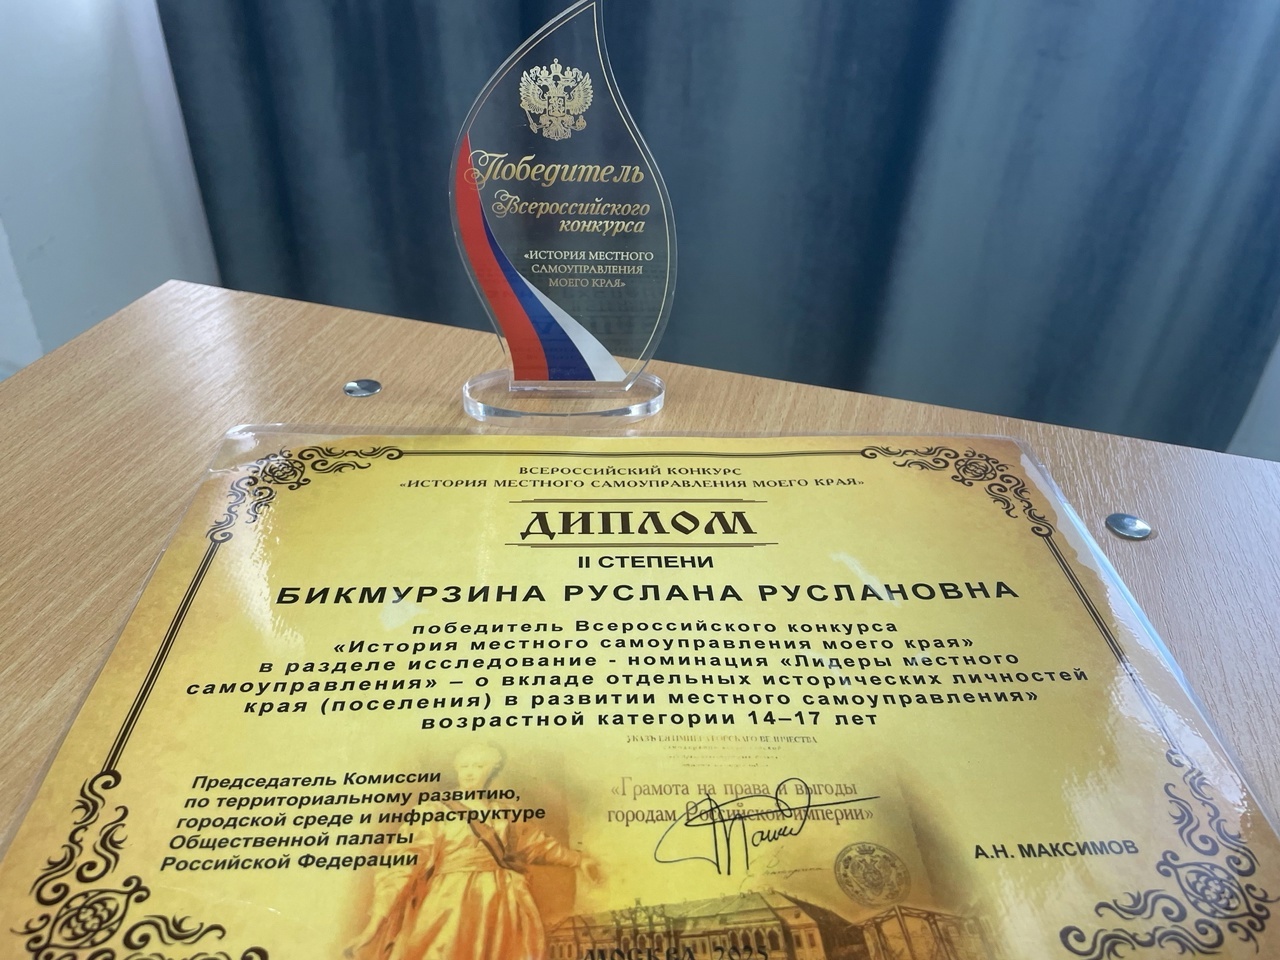 Победитель
Всероссийского
конкурса
«ИСТОРИЯ МЕСТНОГО
САМОУПРАВЛЕНИЯ
МОЕГО КРАЯ»
ВСЕРОССИЙСКИЙ КОНКУРС
«ИСТОРИЯ МЕСТНОГО САМОУПРАВЛЕНИЯ МОЕГО КРАЯ»
ДИПЛОМ
II СТЕПЕНИ
БИКМУРЗИНА РУСЛАНА РУСЛАНОВНА
победитель Всероссийского конкурса
«История местного самоуправления моего края»
в разделе исследование - номинация «Лидеры местного
самоуправления» – о вкладе отдельных исторических личностей
края (поселения) в развитии местного самоуправления»
возрастной категории 14–17 лет
Председатель Комиссии
по территориальному развитию,
городской среде и инфраструктуре
Общественной палаты
Российской Федерации
«Грамота на права и выгоды
городам Российской империи»
А.Н. МАКСИМОВ
МОСКВА 2025